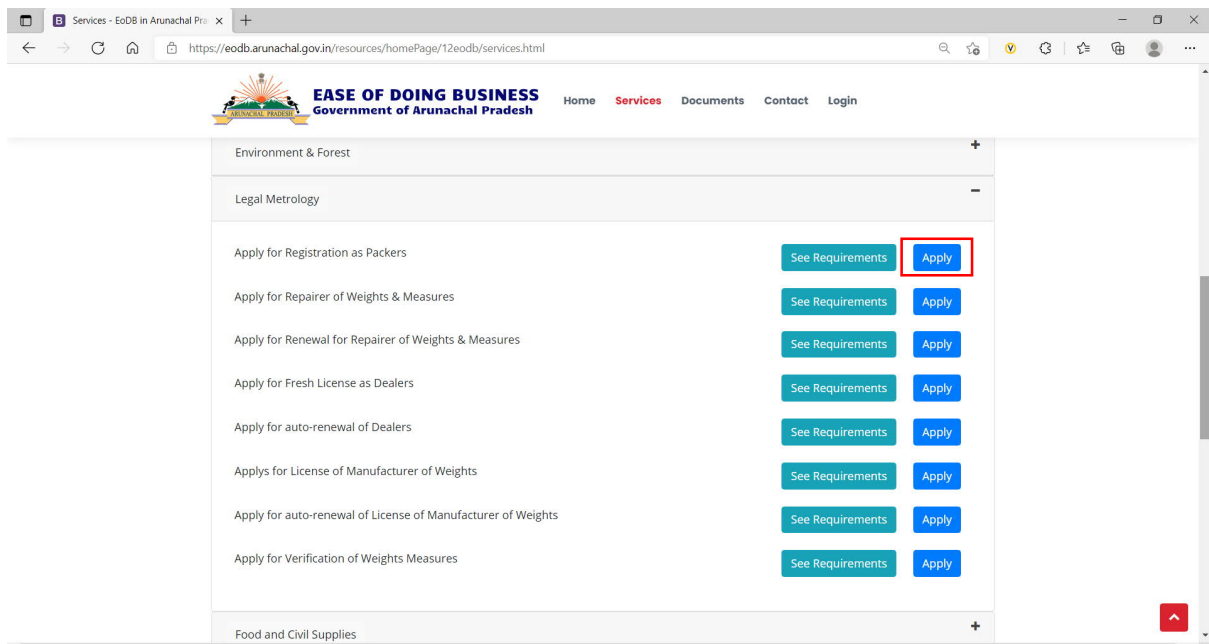 Services - EoDB in Arunachal Pra
https://eodb.arunachal.gov.in/resources/homePage/12eodb/services.html
ARUNACHAL PRADESH
EASE OF DOING BUSINESS
Government of Arunachal Pradesh
Home Services Documents Contact Login
Environment & Forest +
Legal Metrology −
Apply for Registration as Packers See Requirements Apply
Apply for Repairer of Weights & Measures See Requirements Apply
Apply for Renewal for Repairer of Weights & Measures See Requirements Apply
Apply for Fresh License as Dealers See Requirements Apply
Apply for auto-renewal of Dealers See Requirements Apply
Applys for License of Manufacturer of Weights See Requirements Apply
Apply for auto-renewal of License of Manufacturer of Weights See Requirements Apply
Apply for Verification of Weights Measures See Requirements Apply
Food and Civil Supplies +